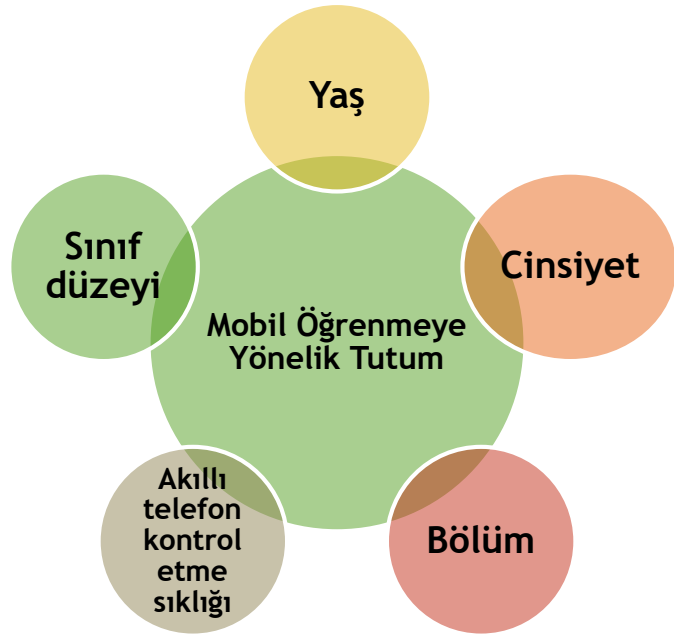 Yaş
Sınıf
düzeyi
Cinsiyet
Mobil Öğrenmeye
Yönelik Tutum
Akıllı
telefon
kontrol
etme
sıklığı
Bölüm